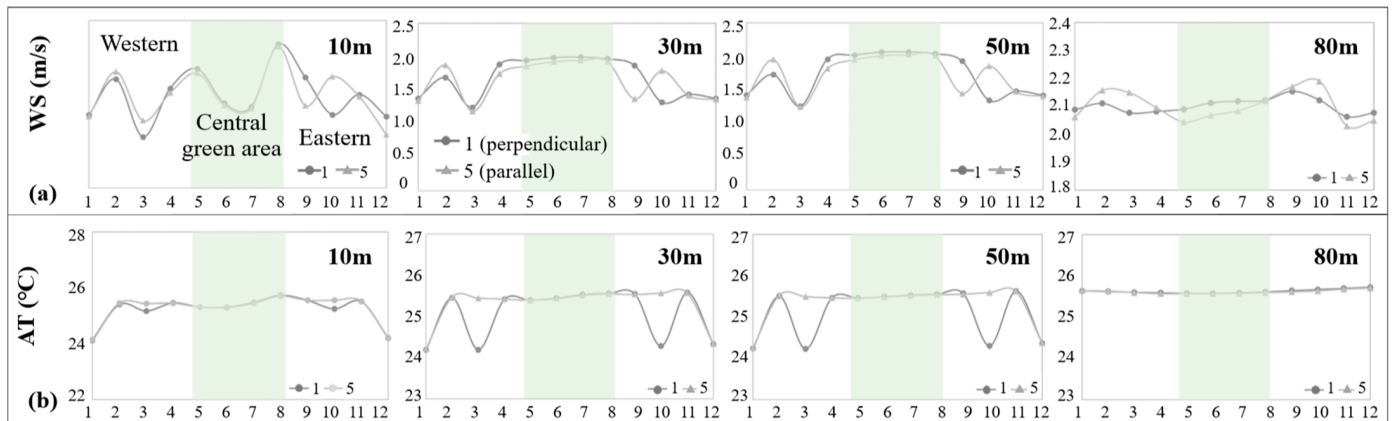 WS (m/s)
(a)
Western
Central
green area
Eastern
10m
1 5
1 2 3 4 5 6 7 8 9 10 11 12
2.5
2.0
1.5
1.0
0.5
0
30m
1 (perpendicular)
5 (parallel)
1 2 3 4 5 6 7 8 9 10 11 12
2.5
2.0
1.5
1.0
0.5
0
50m
1 5
1 2 3 4 5 6 7 8 9 10 11 12
2.4
2.3
2.2
2.1
2.0
1.9
1.8
80m
1 5
1 2 3 4 5 6 7 8 9 10 11 12
AT (°C)
(b)
28
26
24
22
10m
1 5
1 2 3 4 5 6 7 8 9 10 11 12
27
26
25
24
23
30m
1 5
1 2 3 4 5 6 7 8 9 10 11 12
27
26
25
24
23
50m
1 5
1 2 3 4 5 6 7 8 9 10 11 12
27
26
25
24
23
80m
1 5
1 2 3 4 5 6 7 8 9 10 11 12